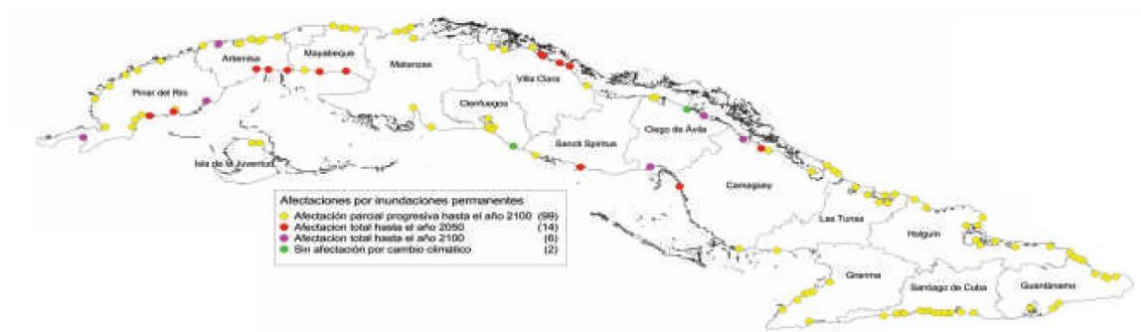 Artemisa
Mayabeque
Matanzas
Villa Clara
Pinar del Río
Cienfuegos
Ciego de Ávila
Sancti Spíritus
Isla de la Juventud
Camagüey
Las Tunas
Holguín
Granma
Santiago de Cuba
Guantánamo
Afectaciones por inundaciones permanentes
Afectación parcial progresiva hasta el año 2100 (99)
Afectacion total hasta el año 2050 (14)
Afectacion total hasta el año 2100 (6)
Sin afectación por cambio climático (2)